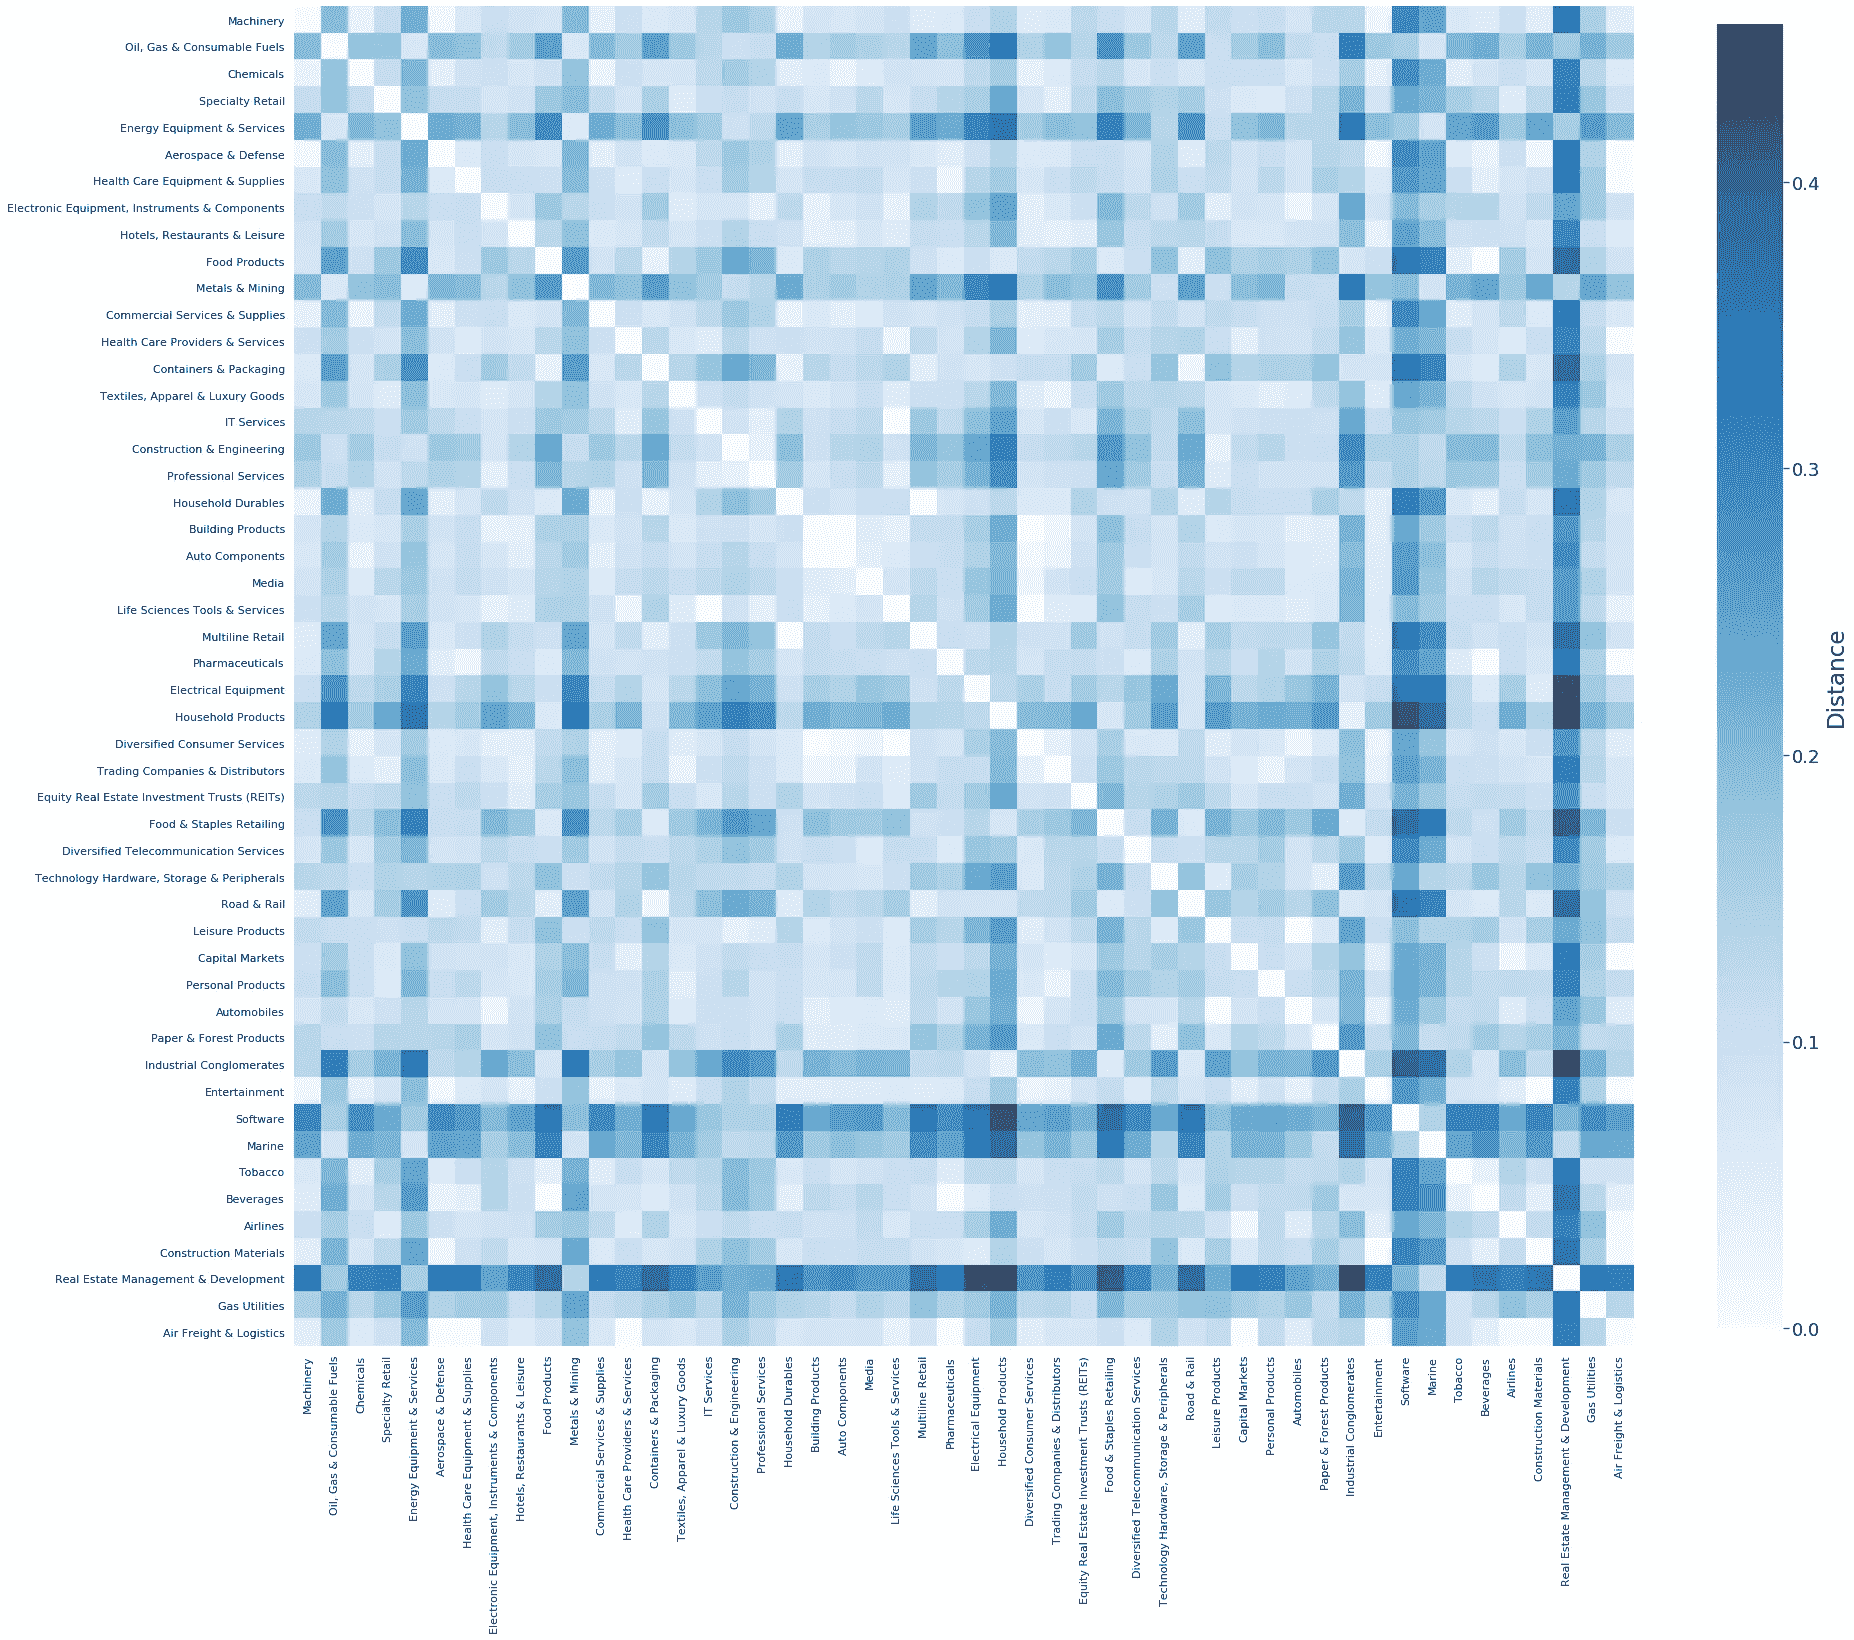 Machinery
Oil, Gas & Consumable Fuels
Chemicals
Specialty Retail
Energy Equipment & Services
Aerospace & Defense
Health Care Equipment & Supplies
Electronic Equipment, Instruments & Components
Hotels, Restaurants & Leisure
Food Products
Metals & Mining
Commercial Services & Supplies
Health Care Providers & Services
Containers & Packaging
Textiles, Apparel & Luxury Goods
IT Services
Construction & Engineering
Professional Services
Household Durables
Building Products
Auto Components
Media
Life Sciences Tools & Services
Multiline Retail
Pharmaceuticals
Electrical Equipment
Household Products
Diversified Consumer Services
Trading Companies & Distributors
Equity Real Estate Investment Trusts (REITs)
Food & Staples Retailing
Diversified Telecommunication Services
Technology Hardware, Storage & Peripherals
Road & Rail
Leisure Products
Capital Markets
Personal Products
Automobiles
Paper & Forest Products
Industrial Conglomerates
Entertainment
Software
Marine
Tobacco
Beverages
Airlines
Construction Materials
Real Estate Management & Development
Gas Utilities
Air Freight & Logistics
Machinery
Oil, Gas & Consumable Fuels
Chemicals
Specialty Retail
Energy Equipment & Services
Aerospace & Defense
Health Care Equipment & Supplies
Electronic Equipment, Instruments & Components
Hotels, Restaurants & Leisure
Food Products
Metals & Mining
Commercial Services & Supplies
Health Care Providers & Services
Containers & Packaging
Textiles, Apparel & Luxury Goods
IT Services
Construction & Engineering
Professional Services
Household Durables
Building Products
Auto Components
Media
Life Sciences Tools & Services
Multiline Retail
Pharmaceuticals
Electrical Equipment
Household Products
Diversified Consumer Services
Trading Companies & Distributors
Equity Real Estate Investment Trusts (REITs)
Food & Staples Retailing
Diversified Telecommunication Services
Technology Hardware, Storage & Peripherals
Road & Rail
Leisure Products
Capital Markets
Personal Products
Automobiles
Paper & Forest Products
Industrial Conglomerates
Entertainment
Software
Marine
Tobacco
Beverages
Airlines
Construction Materials
Real Estate Management & Development
Gas Utilities
Air Freight & Logistics
0.4
0.3
0.2
0.1
0.0
Distance